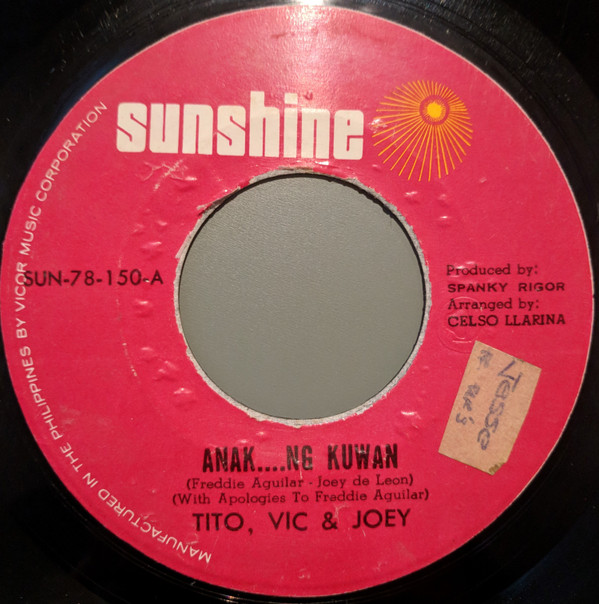 sunshine
MANUFACTURED IN THE PHILIPPINES BY VICOR MUSIC CORPORATION
SUN-78-150-A
Produced by:
SPANKY RIGOR
Arranged by:
CELSO LLARINA
ANAK....NG KUWAN
(Freddie Aguilar - Joey de Leon)
(With Apologies To Freddie Aguilar)
TITO, VIC & JOEY